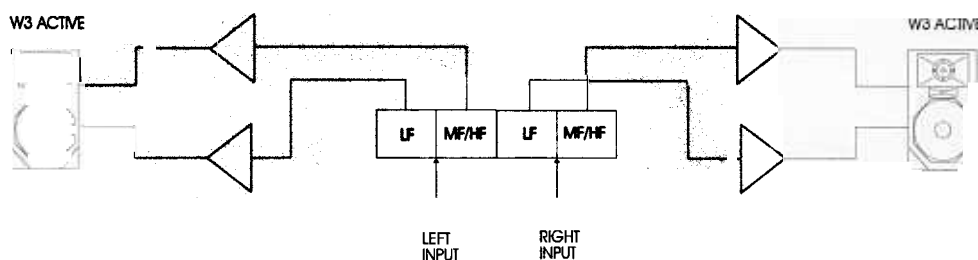 W3 ACTIVE
W3 ACTIVE
LF
MF/HF
LF
MF/HF
LEFT
INPUT
RIGHT
INPUT